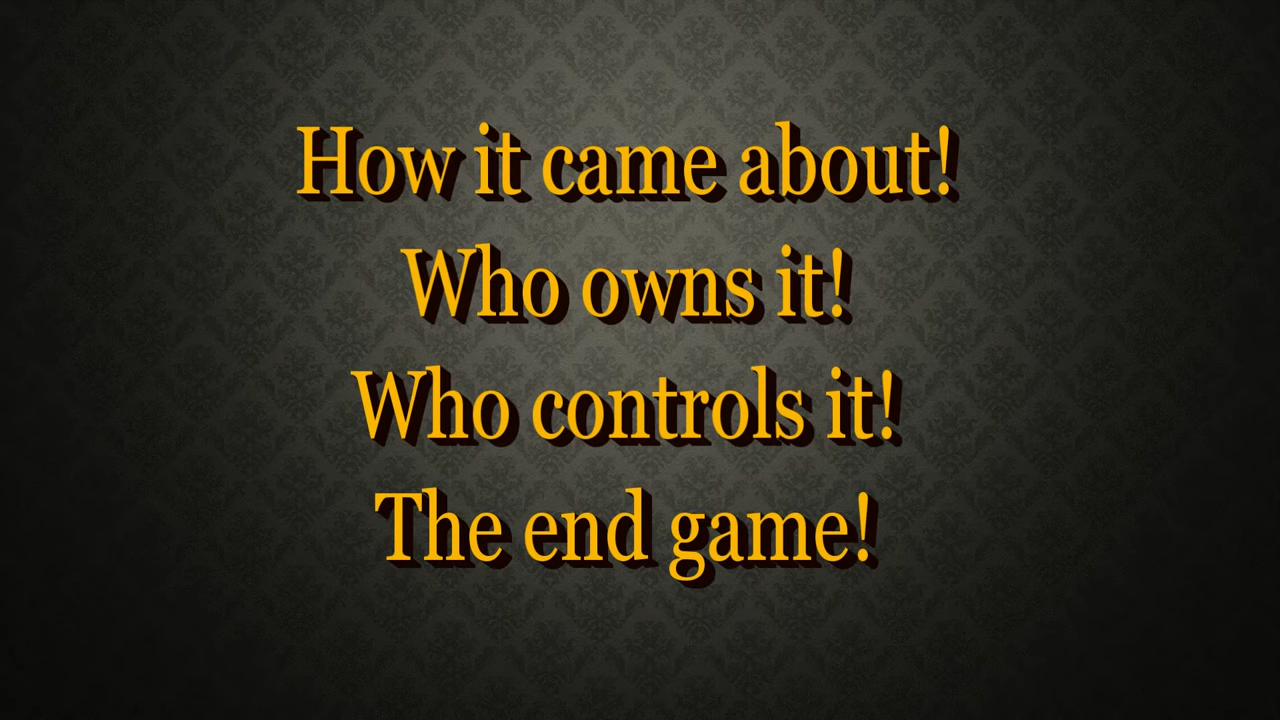 How it came about!
Who owns it!
Who controls it!
The end game!